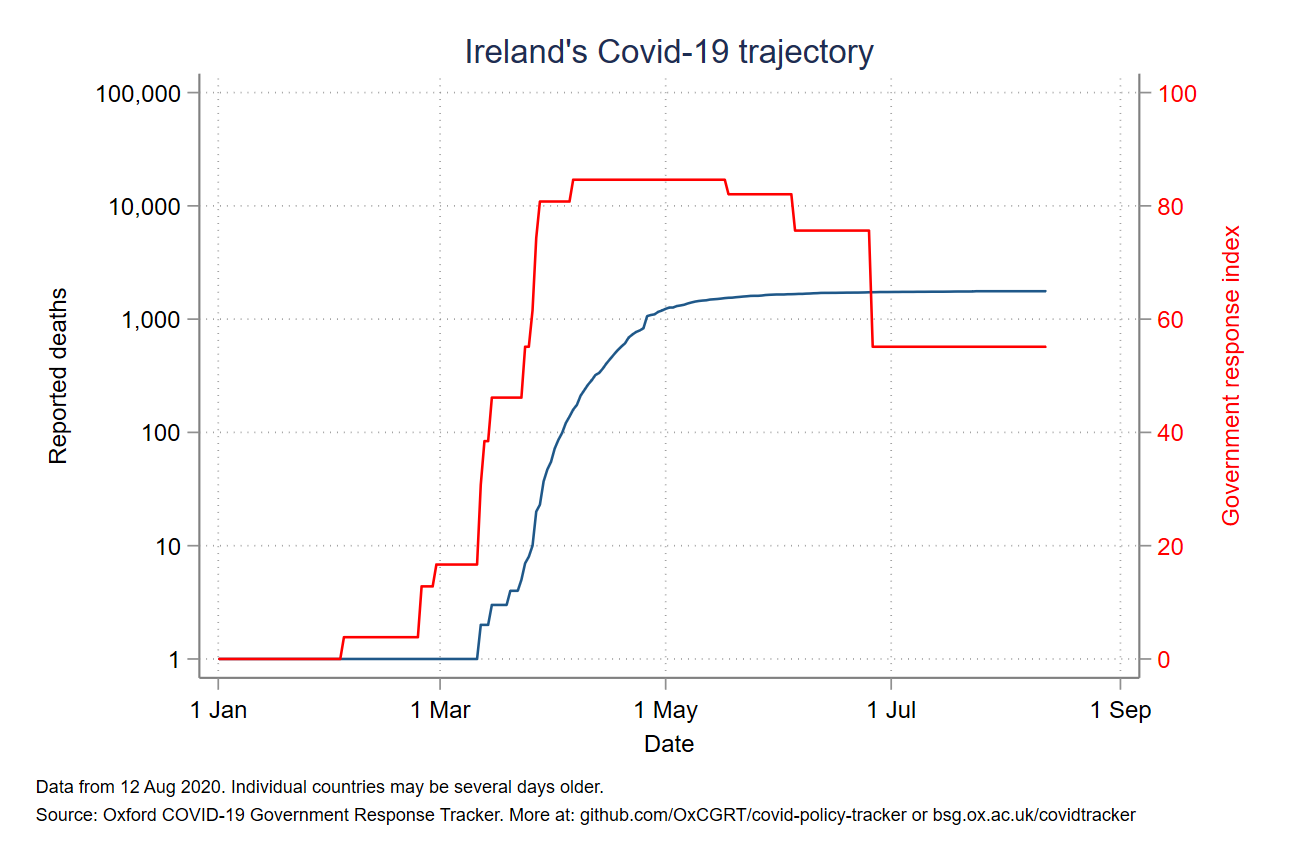 Ireland's Covid-19 trajectory
100,000
10,000
1,000
100
10
1
Reported deaths
100
80
60
40
20
0
Government response index
1 Jan
1 Mar
1 May
1 Jul
1 Sep
Date
Data from 12 Aug 2020. Individual countries may be several days older.
Source: Oxford COVID-19 Government Response Tracker. More at: github.com/OxCGRT/covid-policy-tracker or bsg.ox.ac.uk/covidtracker